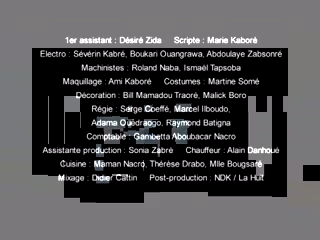 1er assistant : Désiré Zida Scripte : Marie Kaboré
Electro : Sévérin Kabré, Boukari Ouangrawa, Abdoulaye Zabsonré
Machinistes : Roland Naba, Ismaël Tapsoba
Maquillage : Ami Kaboré Costumes : Martine Somé
Décoration : Bill Mamadou Traoré, Malick Boro
Régie : Serge Coeffé, Marcel Ilboudo,
Adama Ouédraogo, Raymond Batigna
Comptable : Gambetta Aboubacar Nacro
Assistante production : Sonia Zabré Chauffeur : Alain Danhoué
Cuisine : Maman Nacro, Thérèse Drabo, Mlle Bougsaré
Mixage : Didier Cattin Post-production : NDK / La Huit